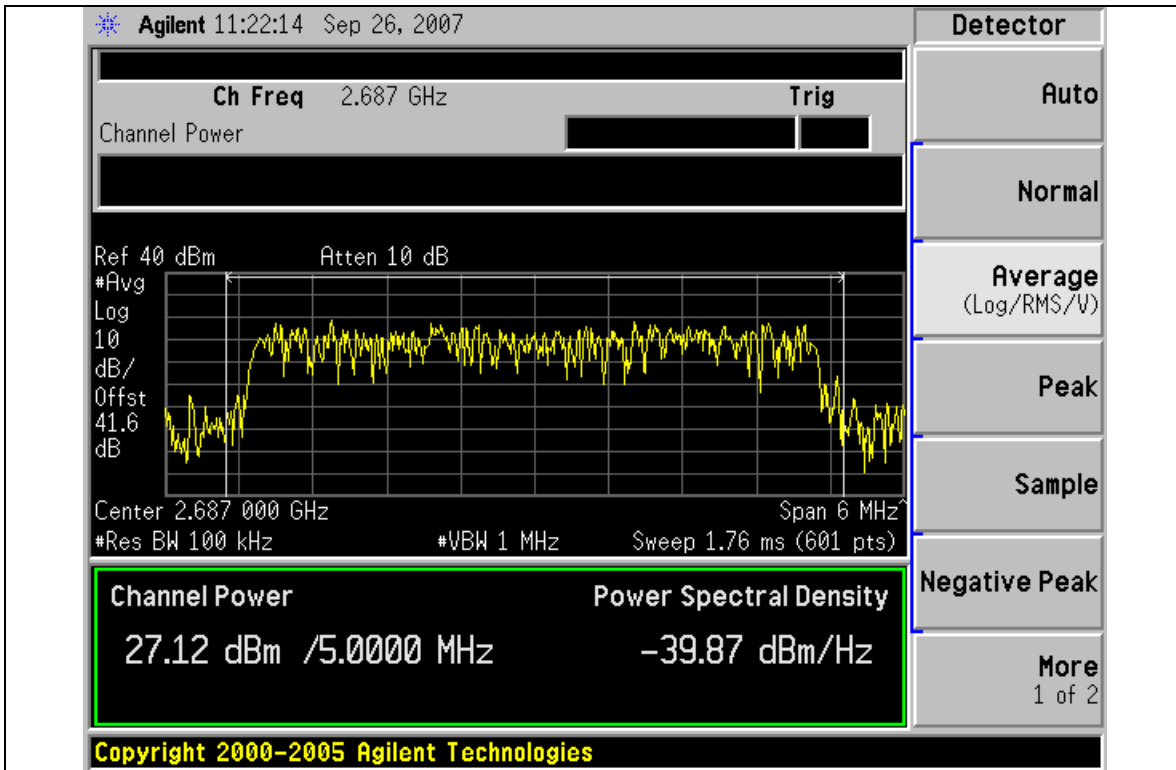 Agilent 11:22:14 Sep 26, 2007
Detector
Ch Freq 2.687 GHz Trig
Channel Power
Auto
Normal
Average
(Log/RMS/V)
Peak
Sample
Negative Peak
More
1 of 2
Ref 40 dBm Atten 10 dB
#Avg
Log
10
dB/
Offst
41.6
dB
Center 2.687 000 GHz Span 6 MHz^
#Res BW 100 kHz #VBW 1 MHz Sweep 1.76 ms (601 pts)
Channel Power Power Spectral Density
27.12 dBm /5.0000 MHz -39.87 dBm/Hz
Copyright 2000-2005 Agilent Technologies